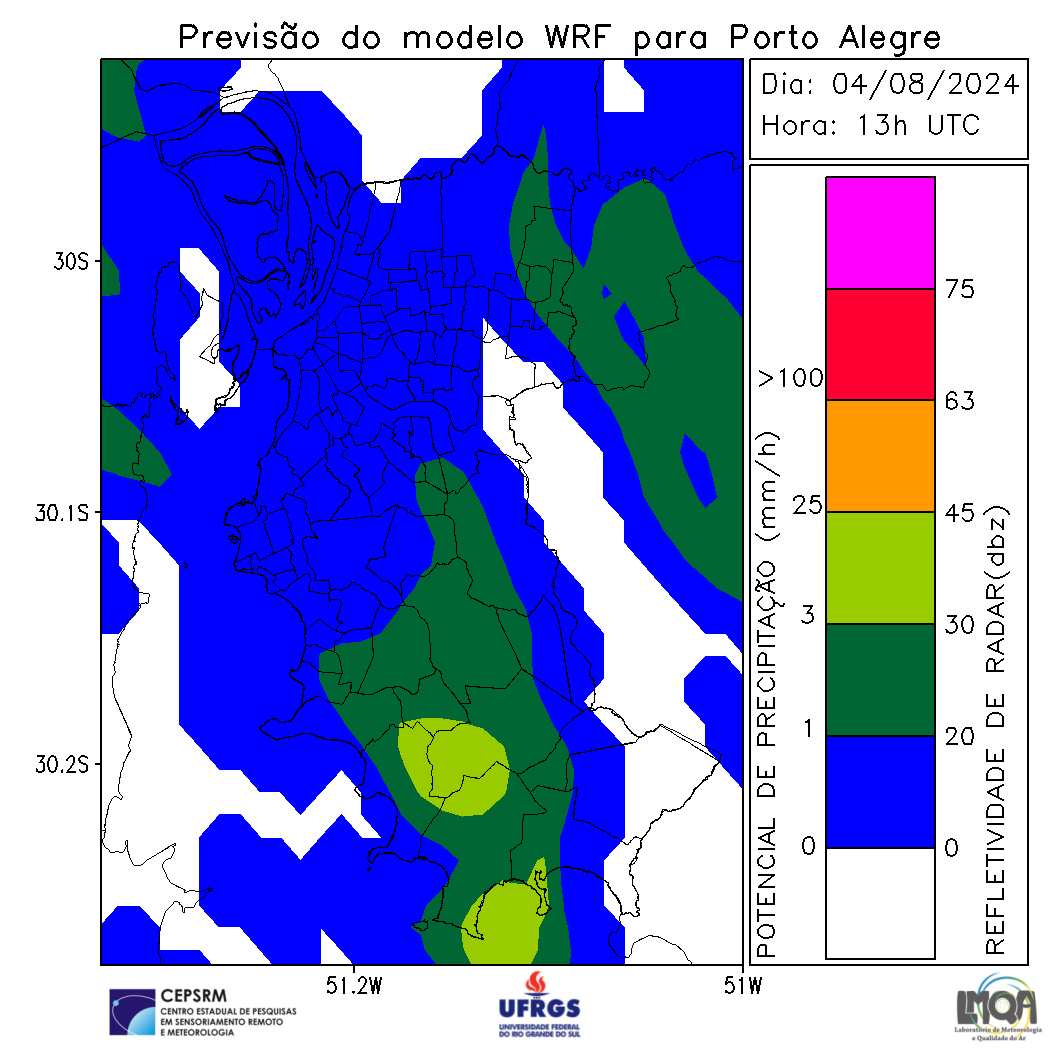 Previsão do modelo WRF para Porto Alegre
Dia: 04/08/2024
Hora: 13h UTC
30S
30.1S
30.2S
51.2W
51W
POTENCIAL DE PRECIPITAÇÃO (mm/h)
>100
25
3
1
0
75
63
45
30
20
0
REFLETIVIDADE DE RADAR(dbz)
CEPSRM
CENTRO ESTADUAL DE PESQUISAS
EM SENSORIAMENTO REMOTO
E METEOROLOGIA
UFRGS
UNIVERSIDADE FEDERAL
DO RIO GRANDE DO SUL
LMQA
Laboratório de Meteorologia
e Qualidade do Ar